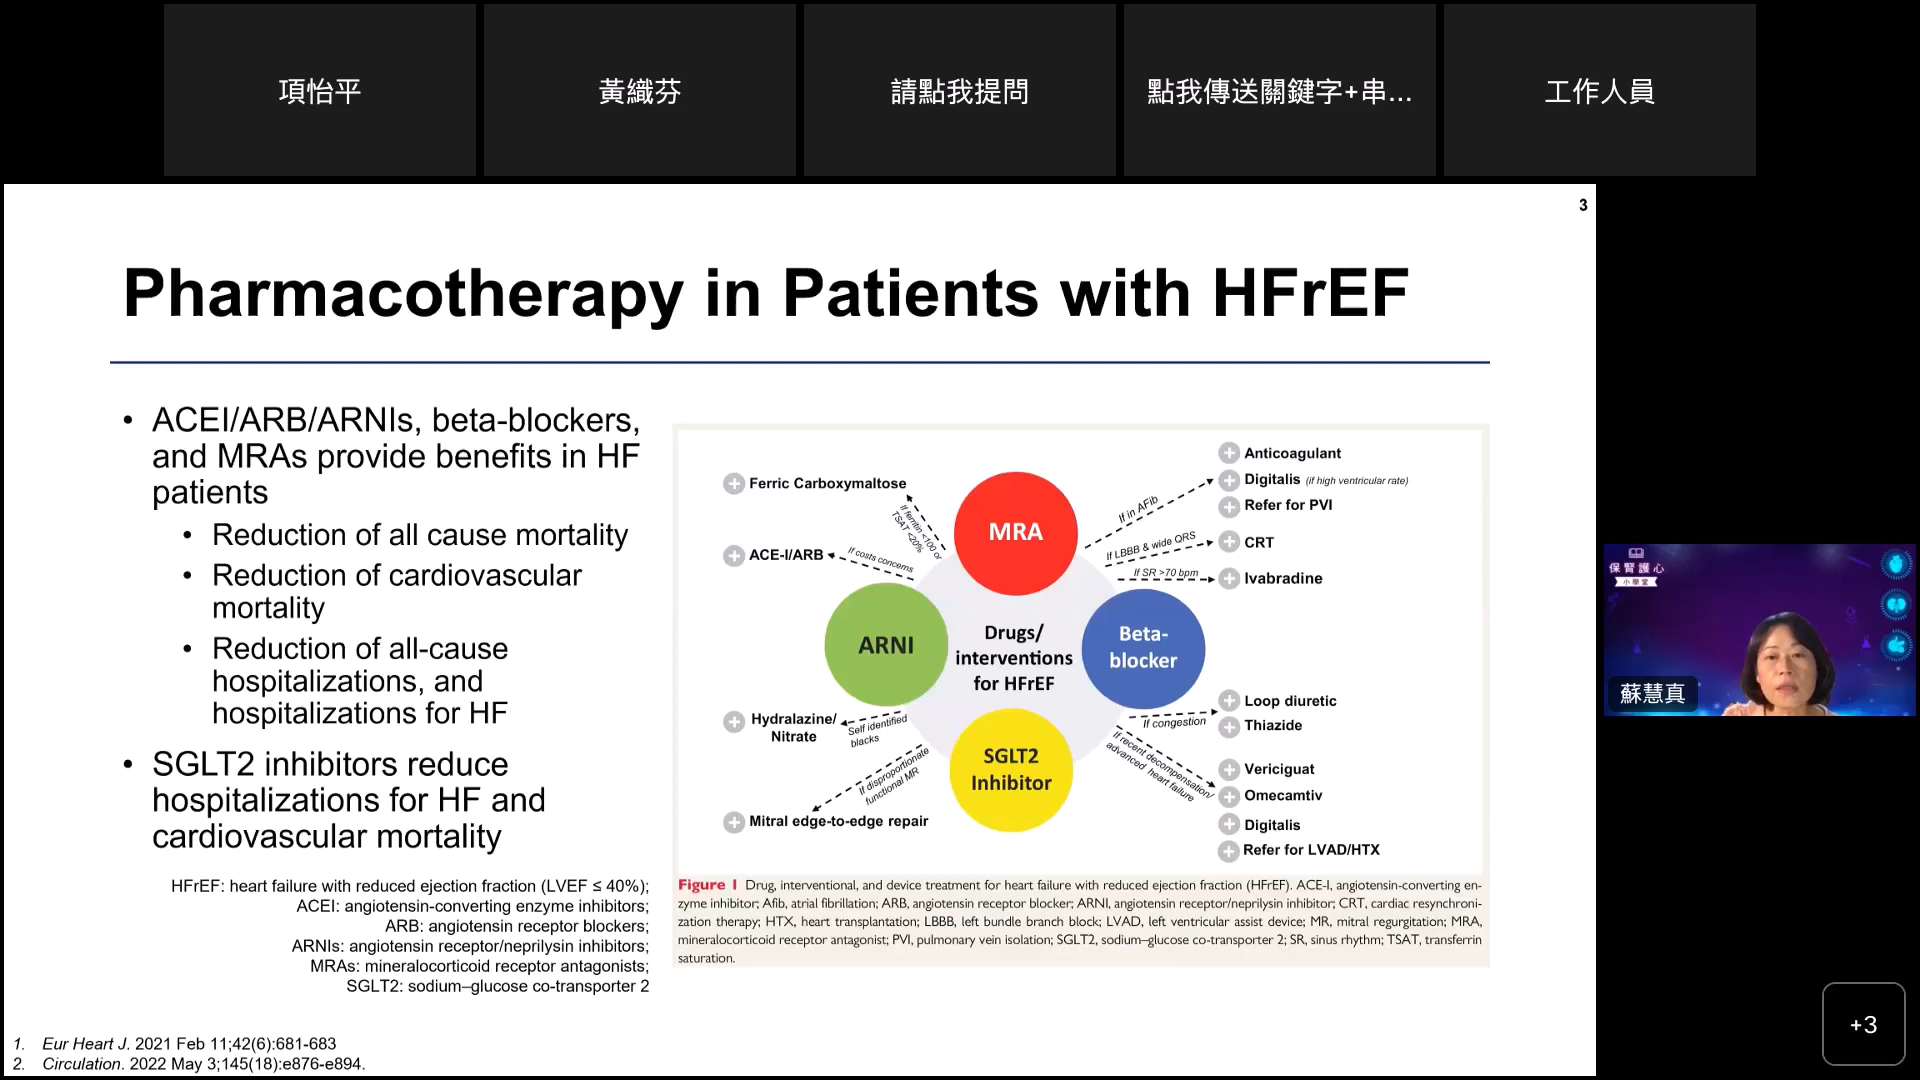 項怡平
黃織芬
請點我提問
點我傳送關鍵字+串...
工作人員
3
Pharmacotherapy in Patients with HFrEF
• ACEI/ARB/ARNIs, beta-blockers,
and MRAs provide benefits in HF
patients
• Reduction of all cause mortality
• Reduction of cardiovascular
mortality
• Reduction of all-cause
hospitalizations, and
hospitalizations for HF
• SGLT2 inhibitors reduce
hospitalizations for HF and
cardiovascular mortality
HFrEF: heart failure with reduced ejection fraction (LVEF ≤ 40%);
ACEI: angiotensin-converting enzyme inhibitors;
ARB: angiotensin receptor blockers;
ARNIs: angiotensin receptor/neprilysin inhibitors;
MRAs: mineralocorticoid receptor antagonists;
SGLT2: sodium–glucose co-transporter 2
Ferric Carboxymaltose
If ferritin <100 or
TSAT <20%
ACE-I/ARB
If costs concerns
MRA
ARNI
Drugs/
interventions
for HFrEF
Beta-
blocker
SGLT2
Inhibitor
Hydralazine/
Nitrate
Self identified
blacks
If disproportionate
functional MR
Mitral edge-to-edge repair
If in AFib
Anticoagulant
Digitalis (if high ventricular rate)
Refer for PVI
If LBBB & wide QRS
CRT
If SR >70 bpm
Ivabradine
If congestion
Loop diuretic
Thiazide
If recent decompensation/
advanced heart failure
Vericiguat
Omecamtiv
Digitalis
Refer for LVAD/HTX
Figure 1 Drug, interventional, and device treatment for heart failure with reduced ejection fraction (HFrEF). ACE-I, angiotensin-converting en-
zyme inhibitor; Afib, atrial fibrillation; ARB, angiotensin receptor blocker; ARNI, angiotensin receptor/neprilysin inhibitor; CRT, cardiac resynchroni-
zation therapy; HTX, heart transplantation; LBBB, left bundle branch block; LVAD, left ventricular assist device; MR, mitral regurgitation; MRA,
mineralocorticoid receptor antagonist; PVI, pulmonary vein isolation; SGLT2, sodium–glucose co-transporter 2; SR, sinus rhythm; TSAT, transferrin
saturation.
1. Eur Heart J. 2021 Feb 11;42(6):681-683
2. Circulation. 2022 May 3;145(18):e876-e894.
保腎護心
小學堂
蘇慧真
+3